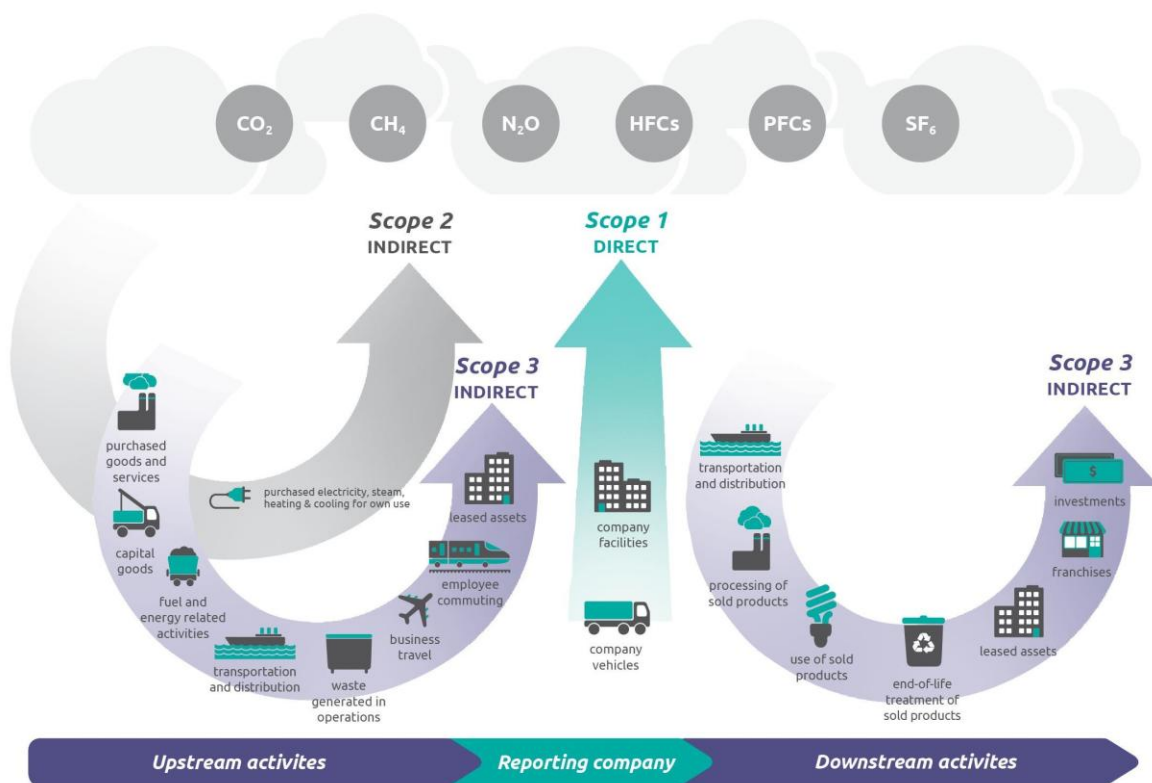 CO₂
CH₄
N₂O
HFCs
PFCs
SF₆
Scope 2
INDIRECT
Scope 1
DIRECT
Scope 3
INDIRECT
Scope 3
INDIRECT
purchased
goods and
services
capital
goods
fuel and
energy related
activities
purchased electricity, steam,
heating & cooling for own use
transportation
and distribution
waste
generated in
operations
business
travel
employee
commuting
leased assets
company
facilities
company
vehicles
transportation
and distribution
processing of
sold products
use of sold
products
end-of-life
treatment of
sold products
leased assets
franchises
$
investments
Upstream activites
Reporting company
Downstream activites